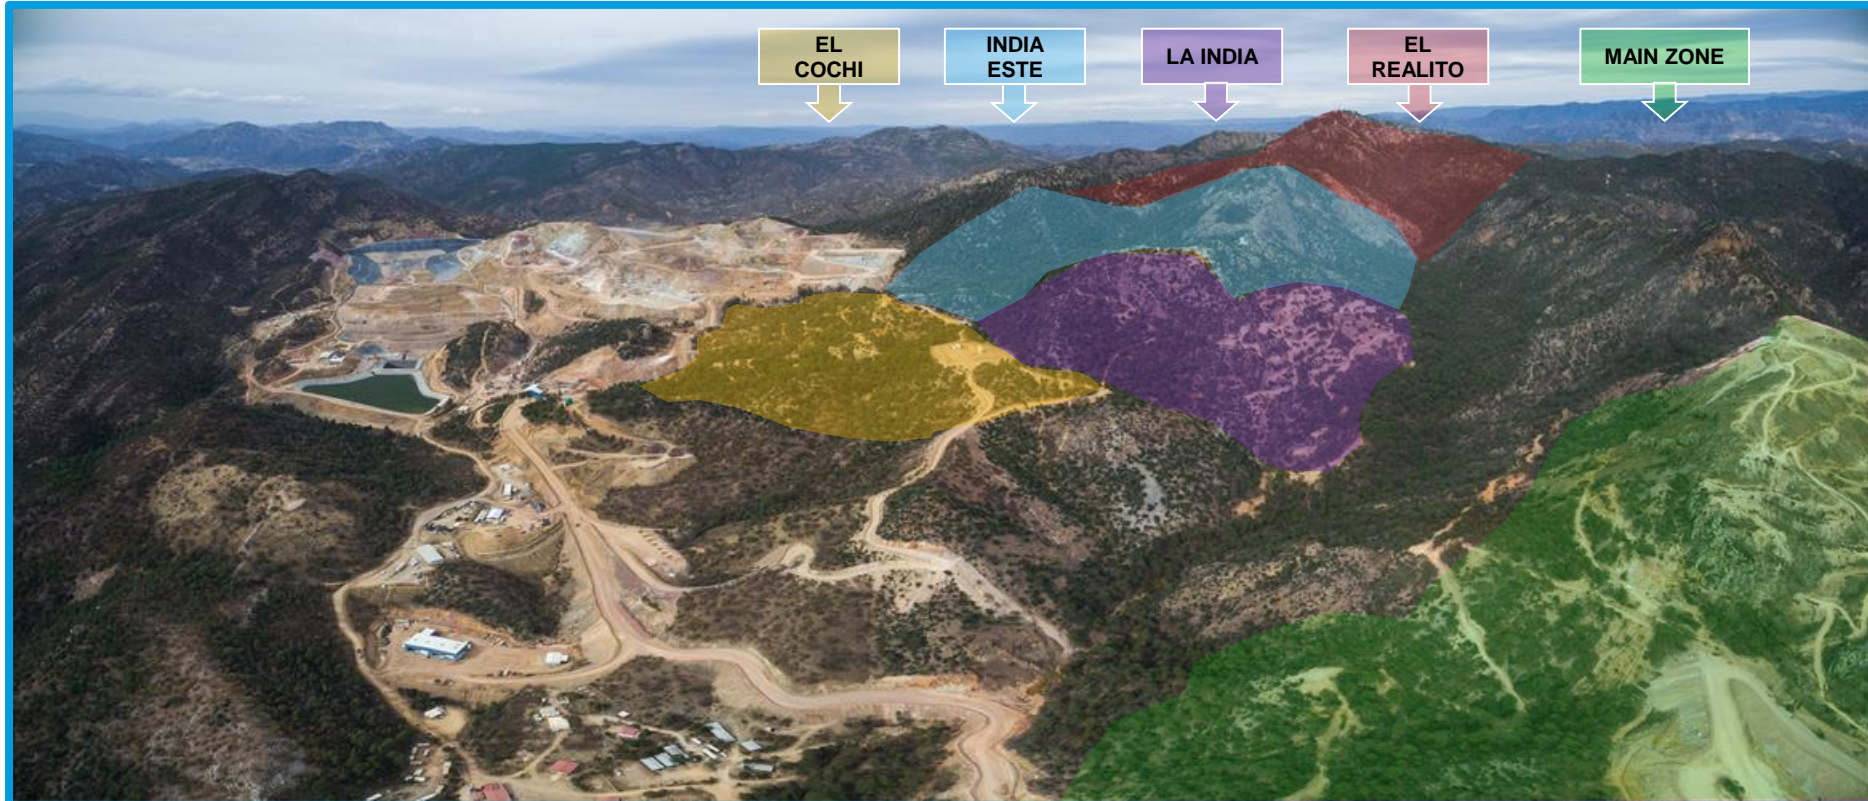 EL
COCHI
INDIA
ESTE
LA INDIA
EL
REALITO
MAIN ZONE